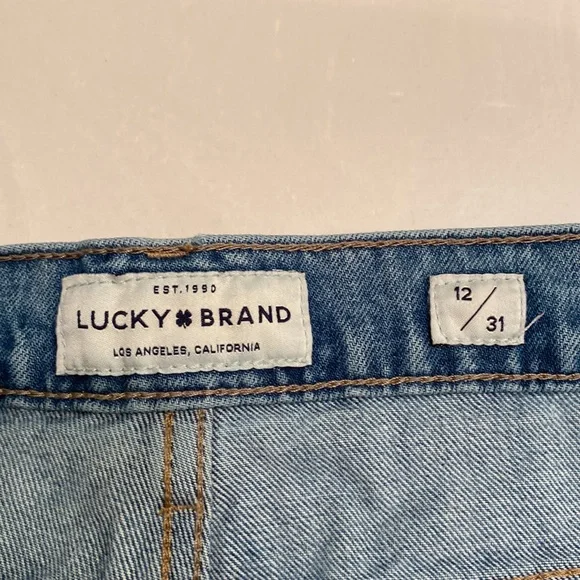 EST.1990
LUCKY BRAND
LOS ANGELES, CALIFORNIA
12/31